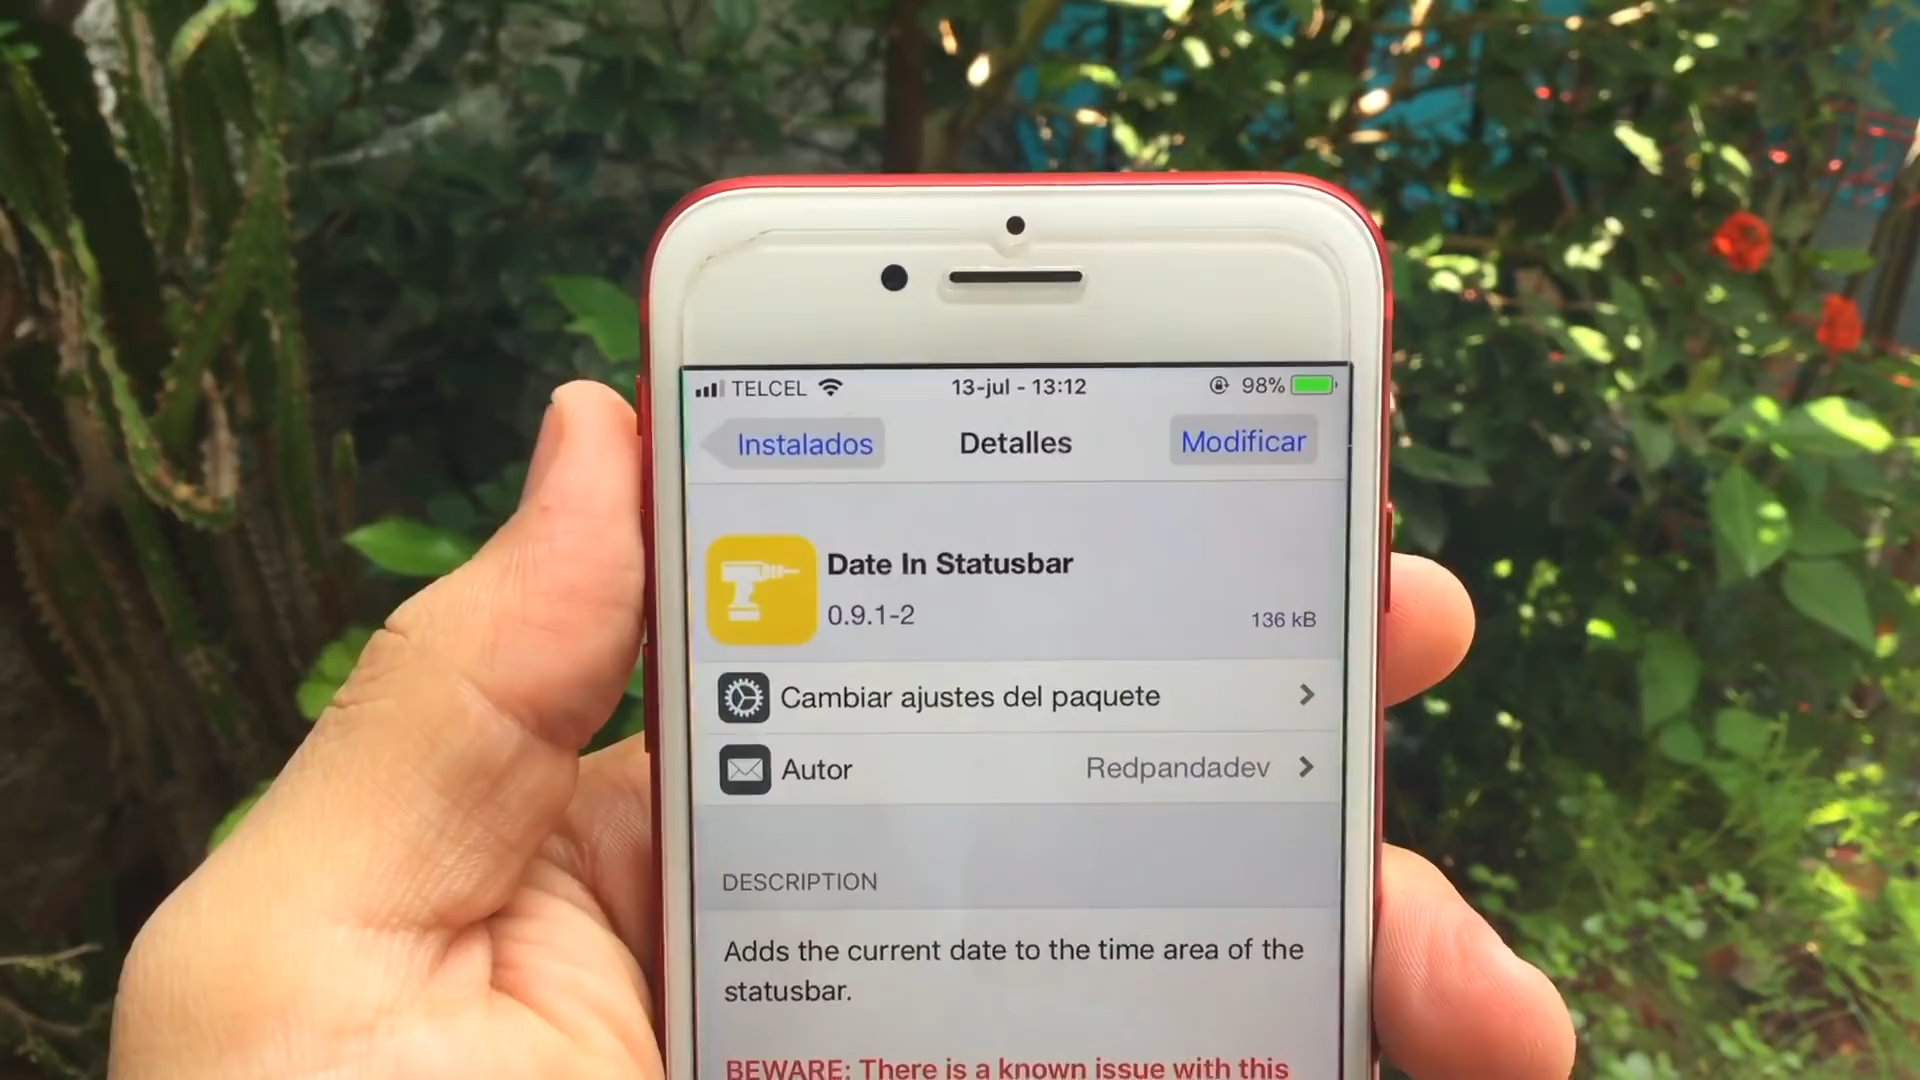 TELCEL 13-jul - 13:12 98%
Instalados Detalles Modificar
Date In Statusbar
0.9.1-2 136 kB
Cambiar ajustes del paquete
Autor Redpandadev
DESCRIPTION
Adds the current date to the time area of the
statusbar.
BEWARE: There is a known issue with this